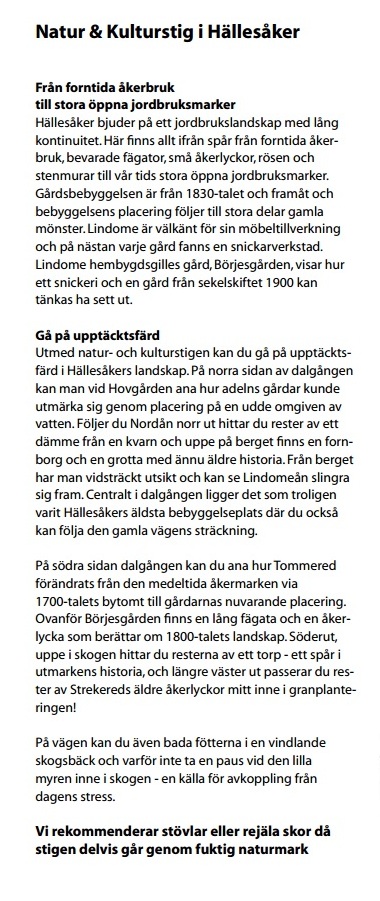 Natur & Kulturstig i Hällesåker
Från forntida åkerbruk
till stora öppna jordbruksmarker
Hällesåker bjuder på ett jordbrukslandskap med lång
kontinuitet. Här finns allt ifrån spår från forntida åker-
bruk, bevarade fägator, små åkerlyckor, rösen och
stenmurar till vår tids stora öppna jordbruksmarker.
Gårdsbebyggelsen är från 1830-talet och framåt och
bebyggelsens placering följer till stora delar gamla
mönster. Lindome är välkänt för sin möbeltillverkning
och på nästan varje gård fanns en snickarverkstad.
Lindome hembygdsgilles gård, Börjesgården, visar hur
ett snickeri och en gård från sekelskiftet 1900 kan
tänkas ha sett ut.
Gå på upptäcktsfärd
Utmed natur- och kulturstigen kan du gå på upptäckts-
färd i Hällesåkers landskap. På norra sidan av dalgången
kan man vid Hovgården ana hur adelns gårdar kunde
utmärka sig genom placering på en udde omgiven av
vatten. Följer du Nordån norr ut hittar du rester av ett
dämme från en kvarn och uppe på berget finns en forn-
borg och en grotta med ännu äldre historia. Från berget
har man vidsträckt utsikt och kan se Lindomeån slingra
sig fram. Centralt i dalgången ligger det som troligen
varit Hällesåkers äldsta bebyggelseplats där du också
kan följa den gamla vägens sträckning.
På södra sidan dalgången kan du ana hur Tommered
förändrats från den medeltida åkermarken via
1700-talets bytomt till gårdarnas nuvarande placering.
Ovanför Börjesgården finns en lång fägata och en åker-
lycka som berättar om 1800-talets landskap. Söderut,
uppe i skogen hittar du resterna av ett torp - ett spår i
utmarkens historia, och längre väster ut passerar du res-
ter av Strekereds äldre åkerlyckor mitt inne i granplante-
ringen!
På vägen kan du även bada fötterna i en vindlande
skogsbäck och varför inte ta en paus vid den lilla
myren inne i skogen - en källa för avkoppling från
dagens stress.
Vi rekommenderar stövlar eller rejäla skor då
stigen delvis går genom fuktig naturmark